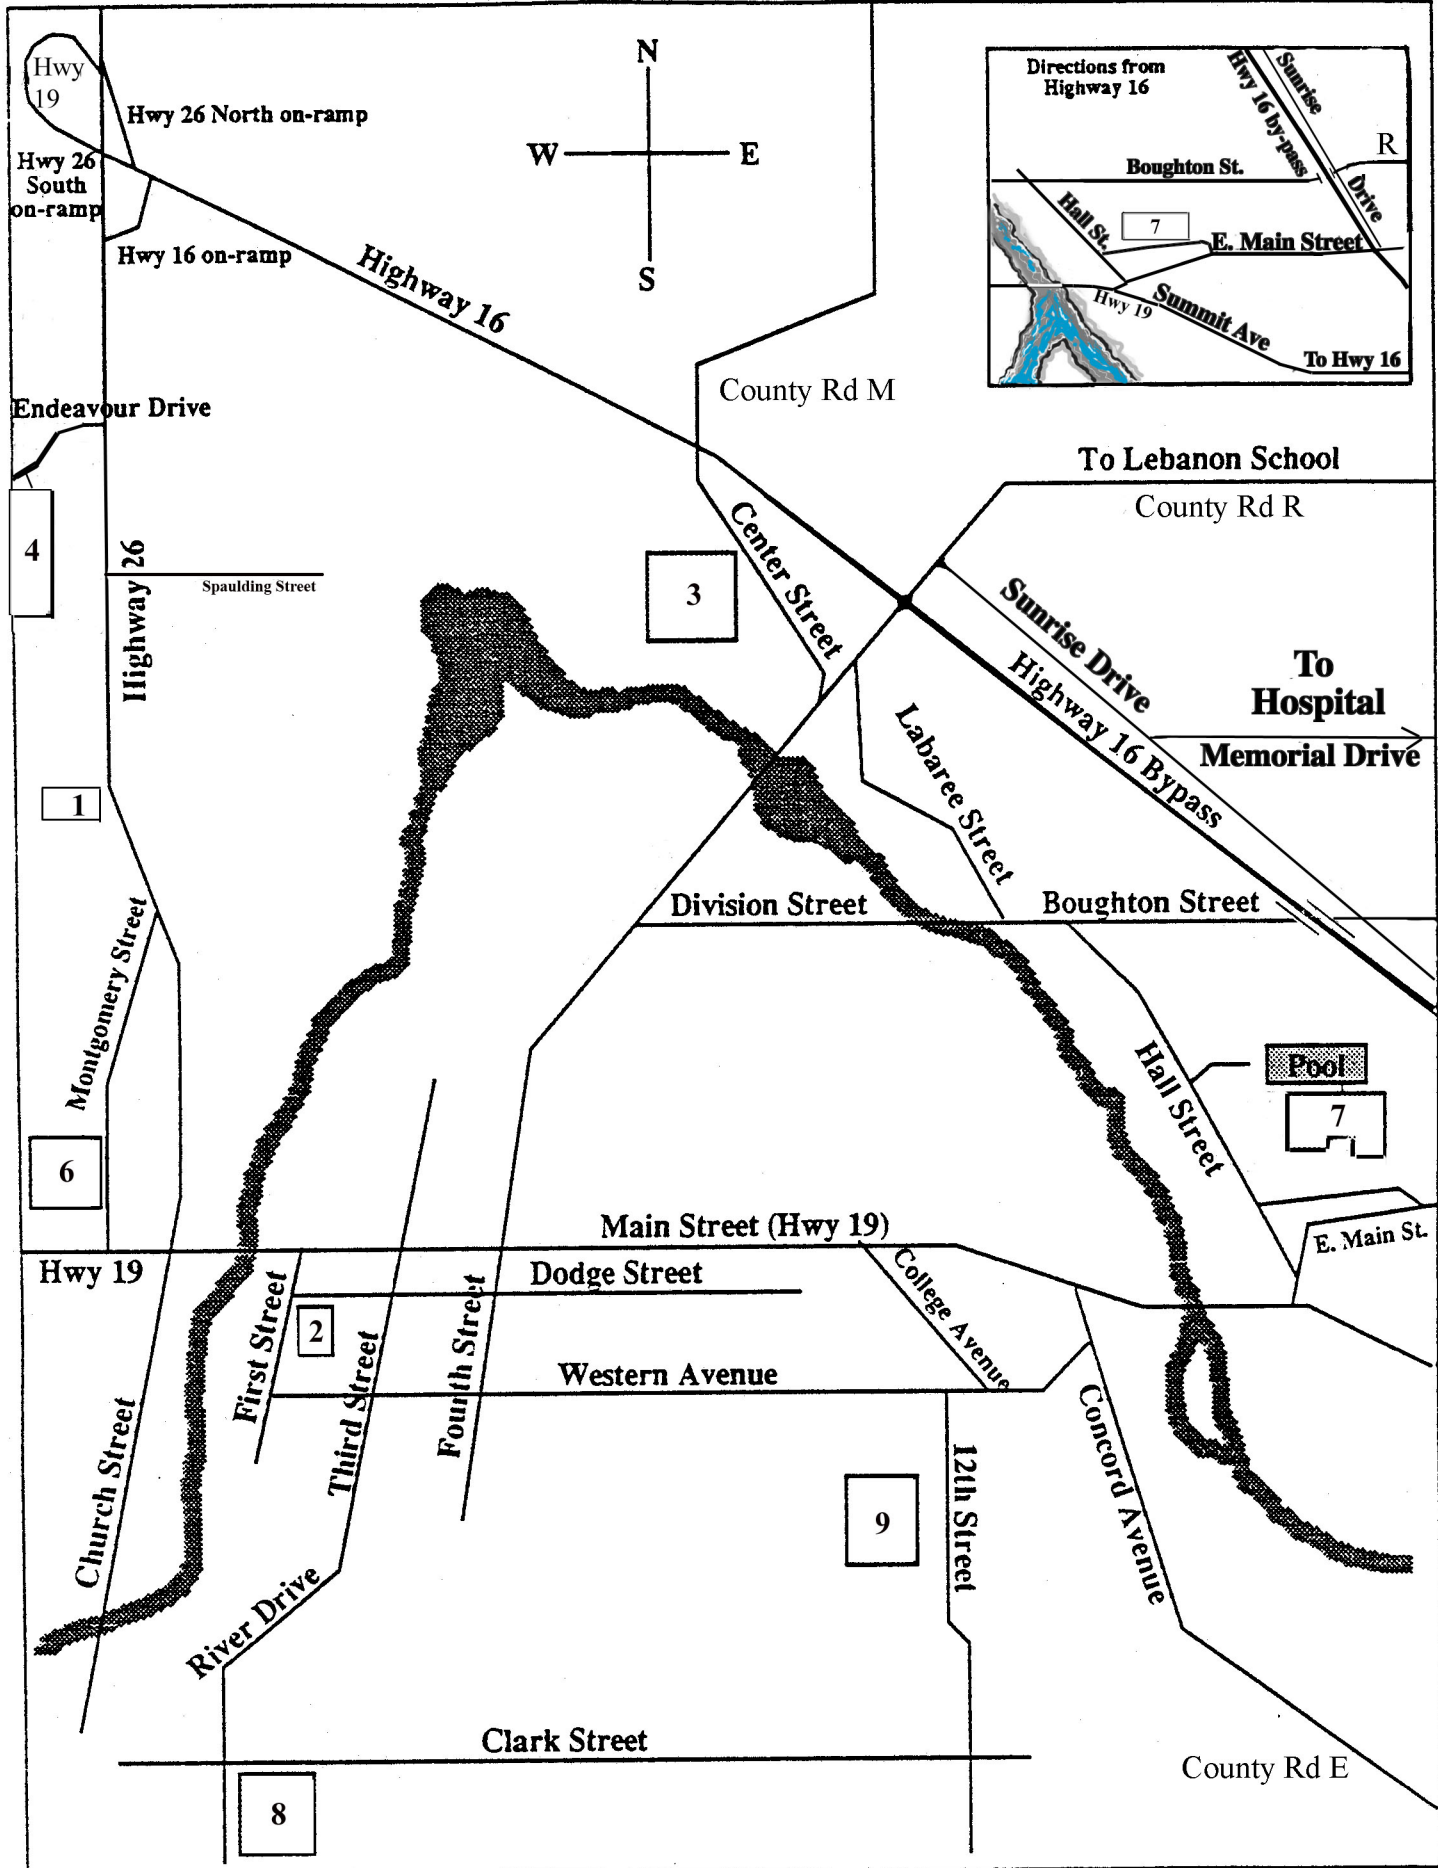 Hwy
19
Hwy 26 North on-ramp
Hwy 26
South
on-ramp
Hwy 16 on-ramp
Highway 16
N
W
E
S
Directions from
Highway 16
Sunrise
Hwy 16 by-pass
R
Boughton St.
Drive
Hall St.
7
E. Main Street
Hwy 19
Summit Ave
To Hwy 16
County Rd M
Endeavour Drive
To Lebanon School
County Rd R
4
Highway 26
Spaulding Street
3
Center Street
Sunrise Drive
To
Hospital
Highway 16 Bypass
Memorial Drive
Labaree Street
1
Division Street
Boughton Street
Montgomery Street
Hall Street
Pool
7
6
Main Street (Hwy 19)
E. Main St.
Hwy 19
Dodge Street
College Avenue
First Street
2
Third Street
Fourth Street
Western Avenue
Church Street
Concord Avenue
12th Street
9
River Drive
Clark Street
County Rd E
8